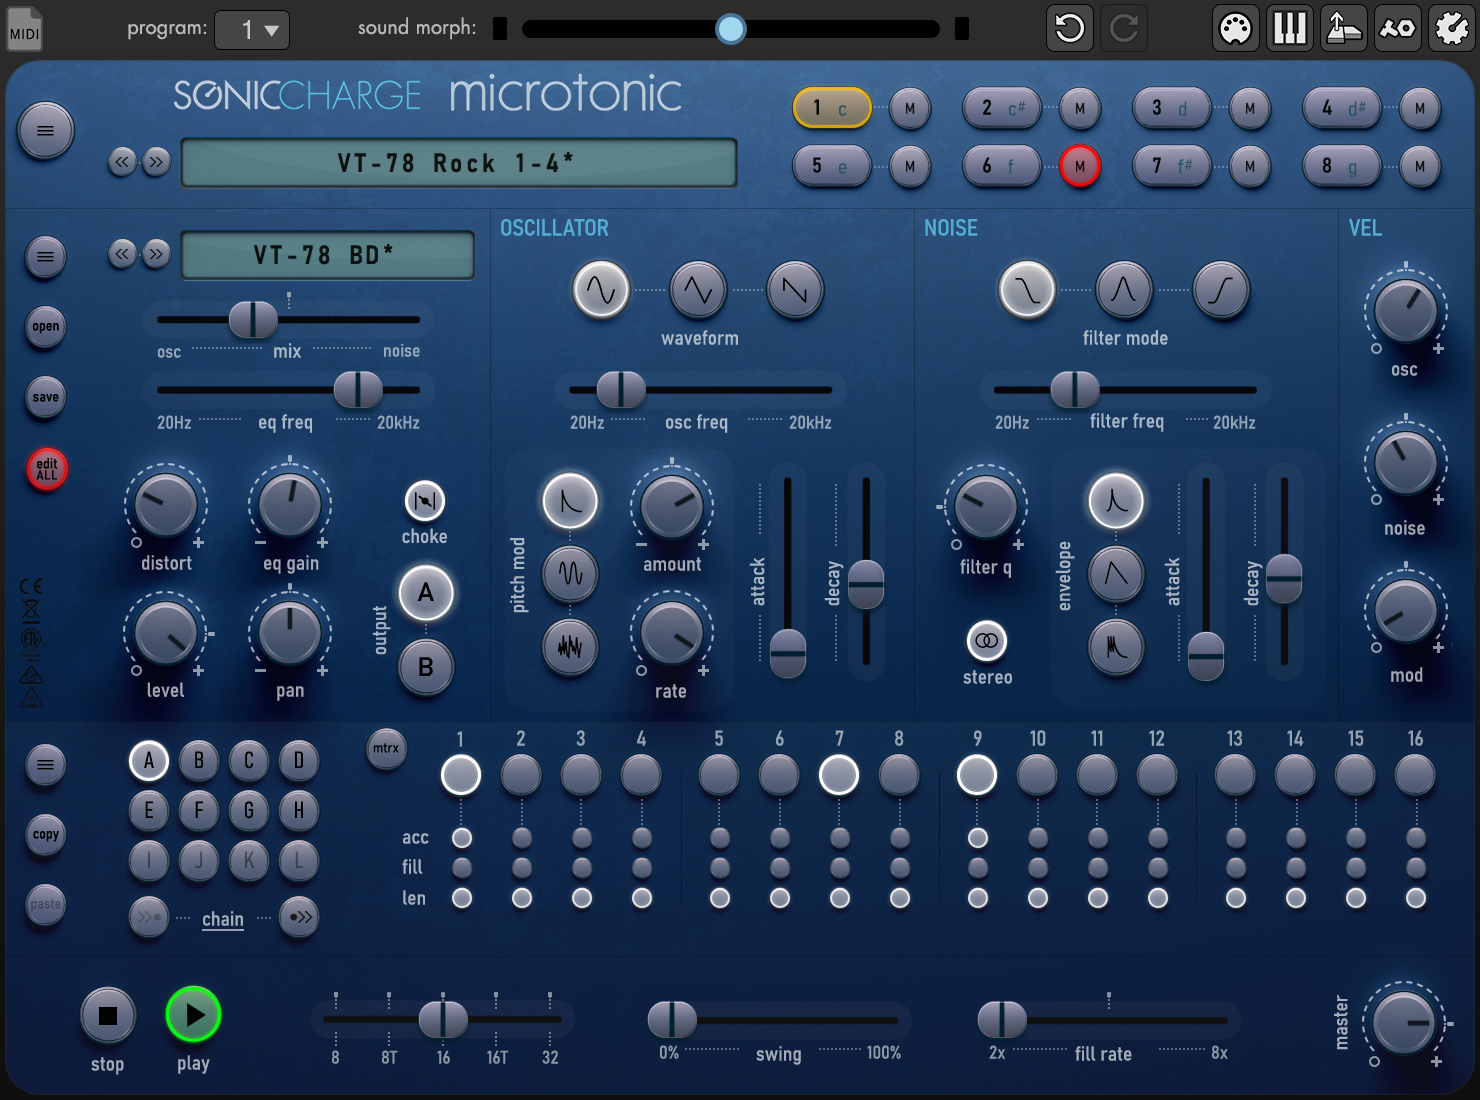 MIDI
program: 1
sound morph:
SONICCHARGE microtonic
1 c M 2 c# M 3 d M 4 d# M
VT-78 Rock 1-4*
5 e M 6 f M 7 f# M 8 g M
OSCILLATOR
NOISE
VEL
VT-78 BD*
open
save
edit
ALL
osc mix noise
20Hz eq freq 20kHz
distort
eq gain
choke
level
pan
output
A
B
waveform
20Hz osc freq 20kHz
pitch mod
amount
rate
attack
decay
filter mode
20Hz filter freq 20kHz
filter q
stereo
envelope
attack
decay
osc
noise
mod
A B C D
E F G H
I J K L
chain
copy
paste
mtrx
1 2 3 4 5 6 7 8 9 10 11 12 13 14 15 16
acc
fill
len
stop
play
8 8T 16 16T 32
0% swing 100%
2x fill rate 8x
master